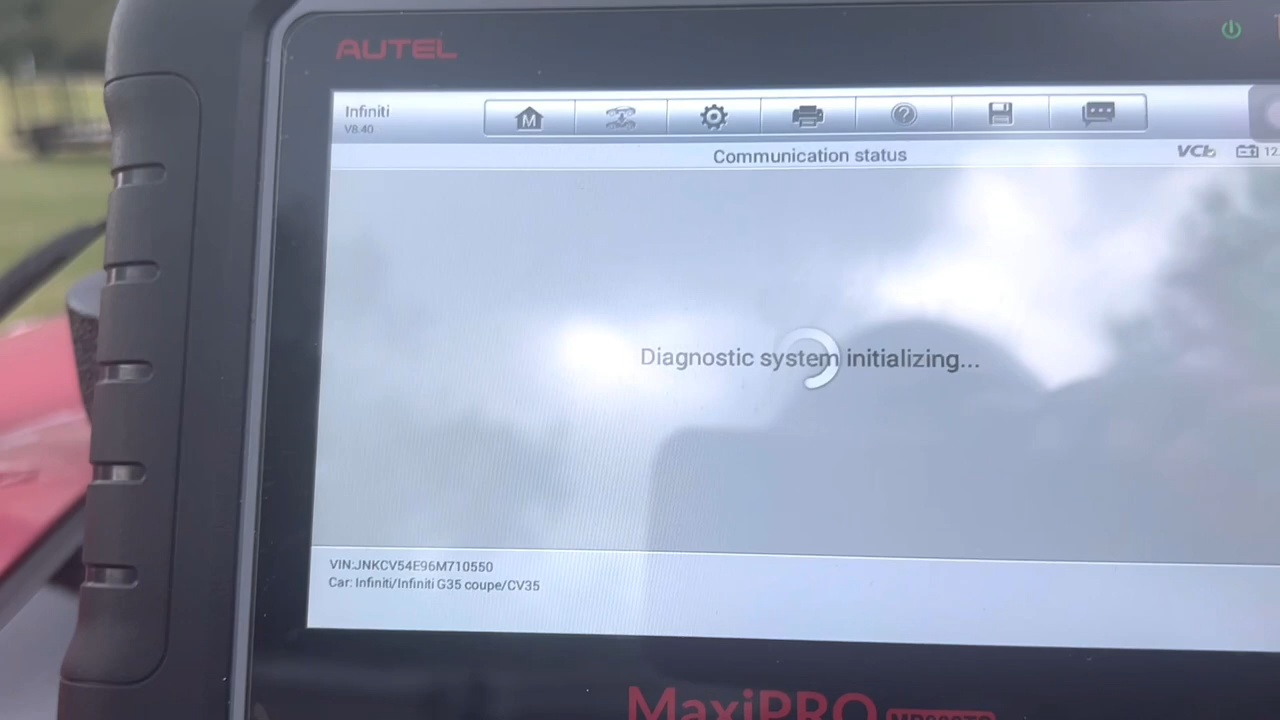 AUTEL
Infiniti
V8.40
M
Communication status
VCI
12.
Diagnostic system initializing...
VIN:JNKCV54E96M710550
Car: Infiniti/Infiniti G35 coupe/CV35
MaxiPRO